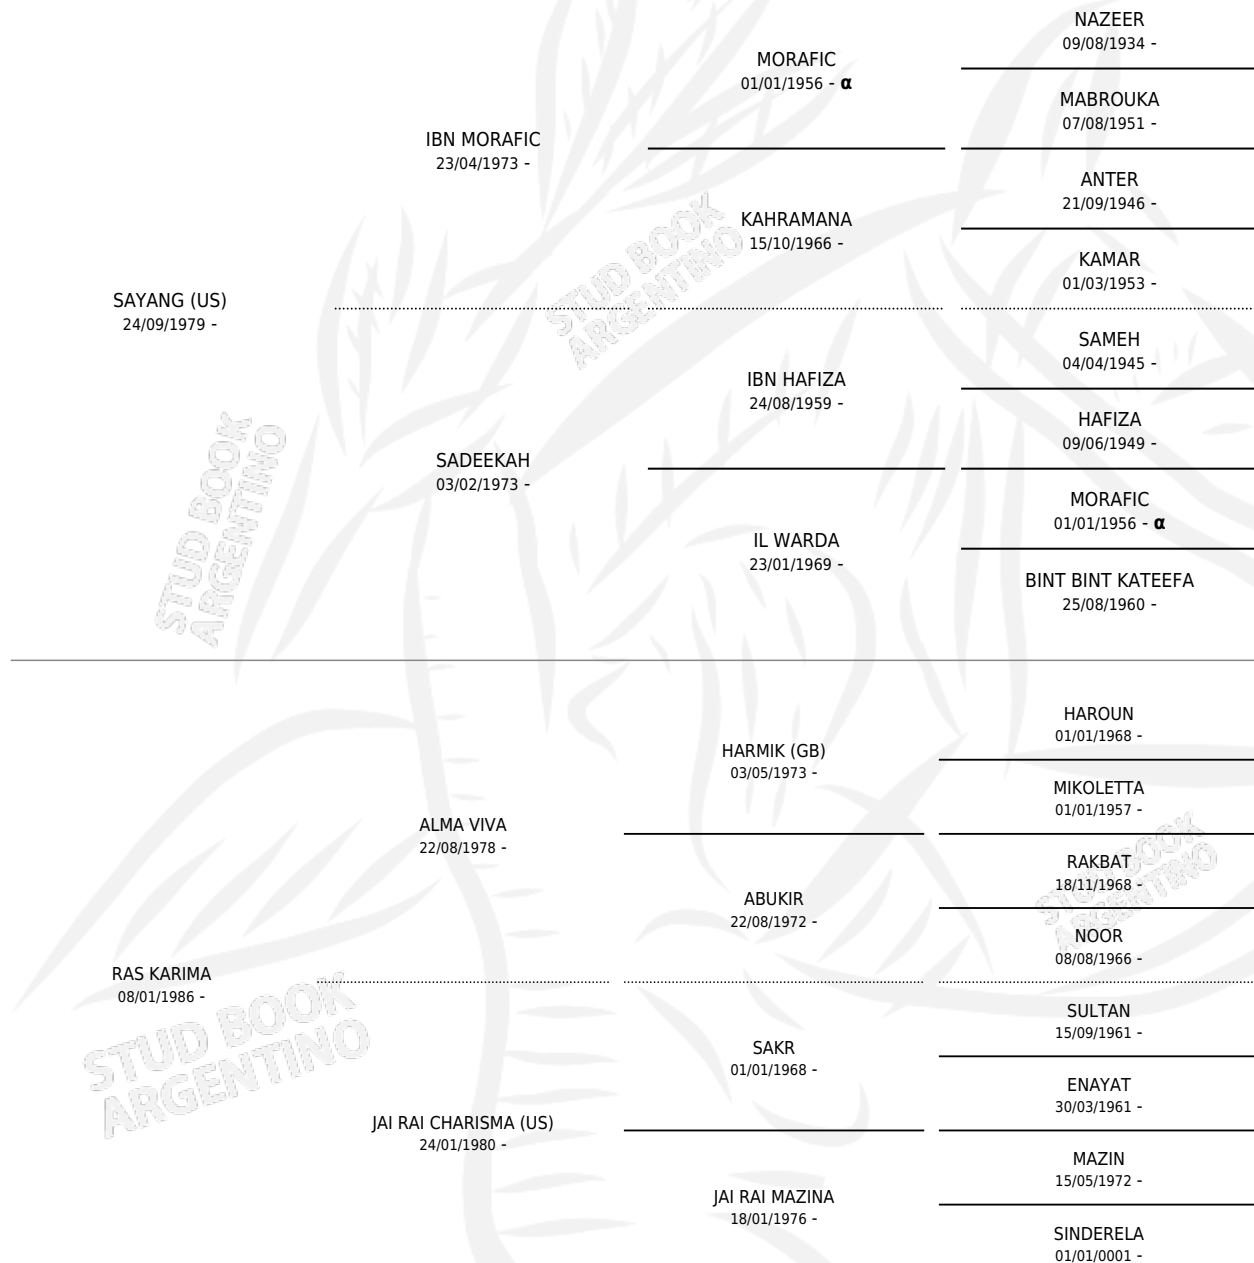 NAZEER
09/08/1934 -
MORAFIC
01/01/1956 - α
MABROUKA
07/08/1951 -
IBN MORAFIC
23/04/1973 -
ANTER
21/09/1946 -
KAHRAMANA
15/10/1966 -
KAMAR
01/03/1953 -
SAYANG (US)
24/09/1979 -
SAMEH
04/04/1945 -
IBN HAFIZA
24/08/1959 -
HAFIZA
09/06/1949 -
SADEEKAH
03/02/1973 -
MORAFIC
01/01/1956 - α
IL WARDA
23/01/1969 -
BINT BINT KATEEFA
25/08/1960 -
HAROUN
01/01/1968 -
HARMIK (GB)
03/05/1973 -
MIKOLETTA
01/01/1957 -
ALMA VIVA
22/08/1978 -
RAKBAT
18/11/1968 -
ABUKIR
22/08/1972 -
NOOR
08/08/1966 -
RAS KARIMA
08/01/1986 -
SULTAN
15/09/1961 -
SAKR
01/01/1968 -
ENAYAT
30/03/1961 -
JAI RAI CHARISMA (US)
24/01/1980 -
MAZIN
15/05/1972 -
JAI RAI MAZINA
18/01/1976 -
SINDERELA
01/01/0001 -
STUD BOOK
ARGENTINO
STUD BOOK
ARGENTINO
STUD BOOK
ARGENTINO
STUD BOOK
ARGENTINO